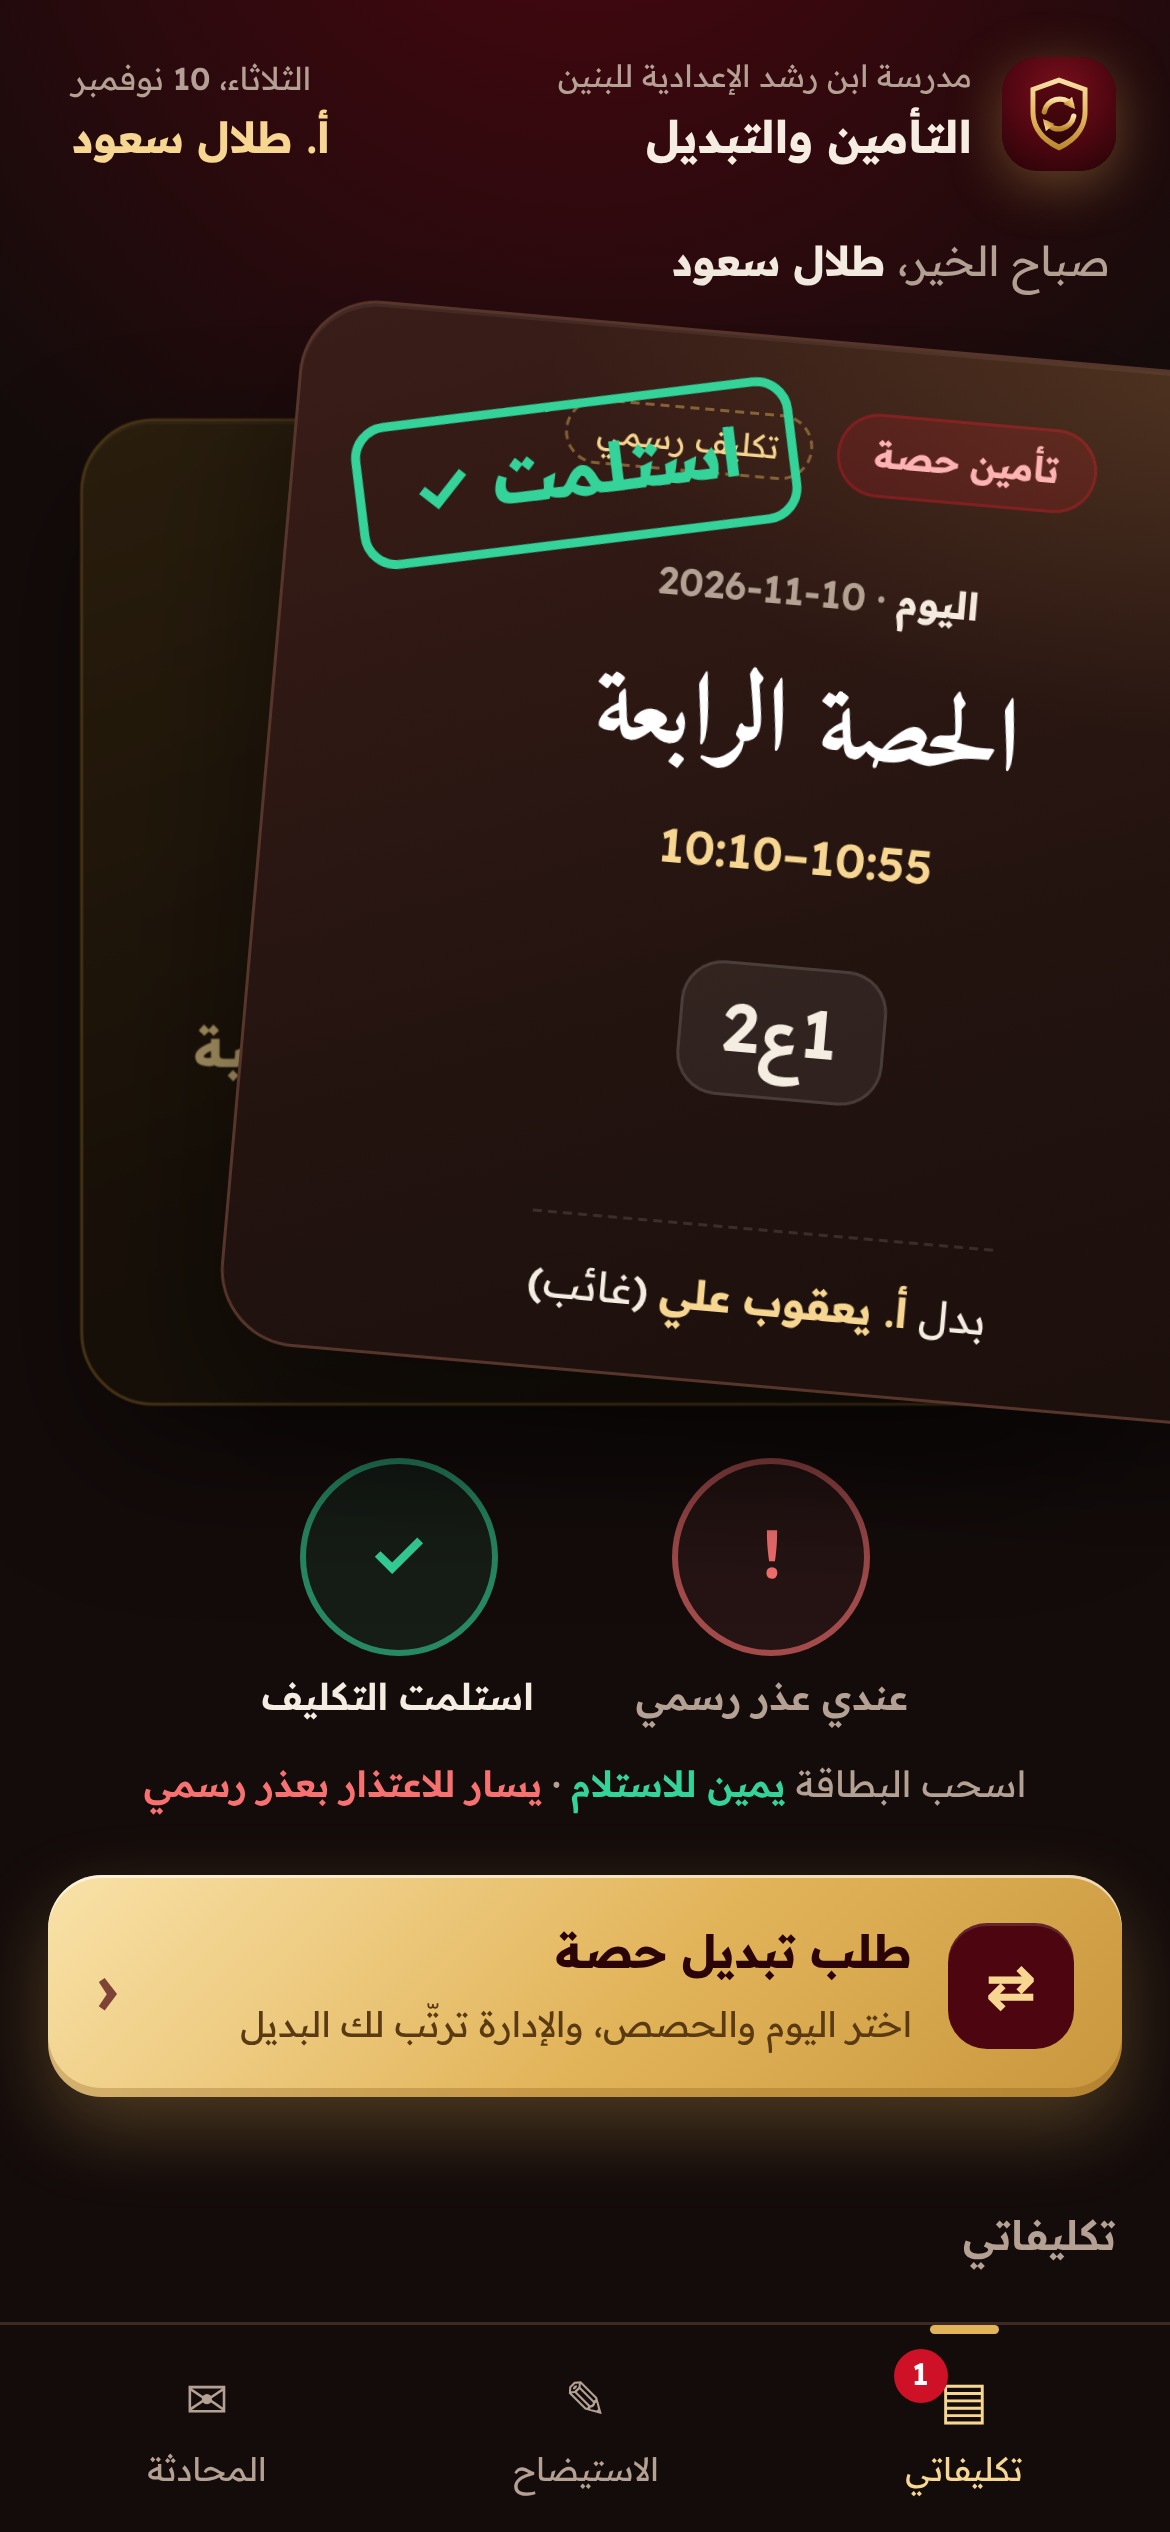 مدرسة ابن رشد الإعدادية للبنين
التأمين والتبديل
الثلاثاء، 10 نوفمبر
أ. طلال سعود
صباح الخير، طلال سعود
تأمين حصة
تكليف رسمي
استلمت ✓
اليوم · 2026-11-10
الحصة الرابعة
10:10–10:55
1ع2
بدل أ. يعقوب علي (غائب)
!
✓
عندي عذر رسمي
استلمت التكليف
اسحب البطاقة يمين للاستلام · يسار للاعتذار بعذر رسمي
طلب تبديل حصة
اختر اليوم والحصص، والإدارة ترتّب لك البديل
تكليفاتي
1
تكليفاتي
الاستيضاح
المحادثة